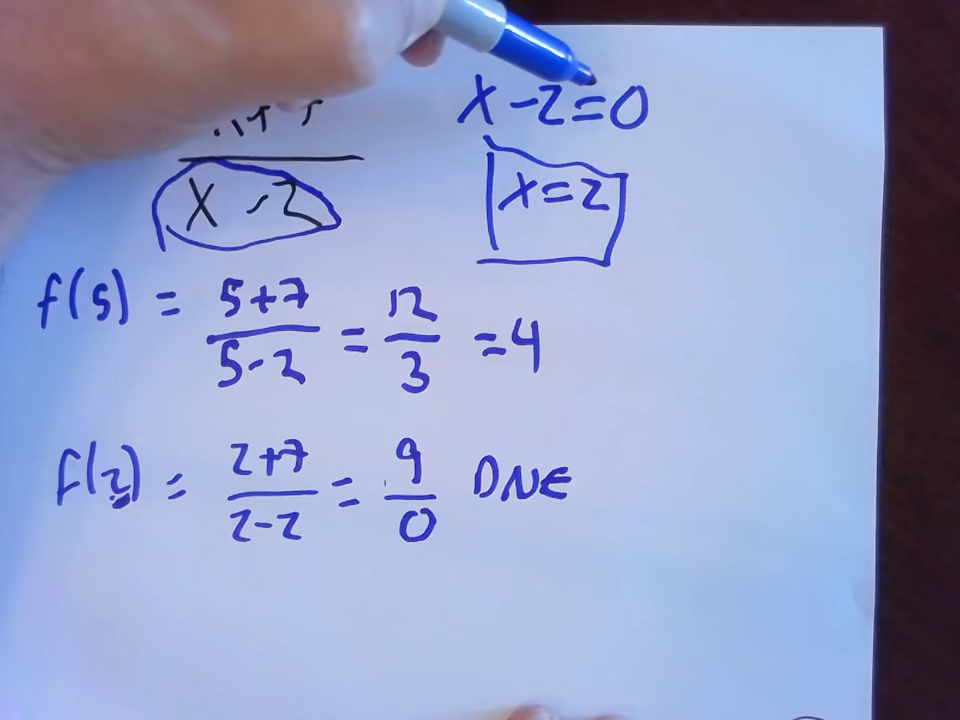 x-2=0
x-2
x=2
f(5) = 5+7/5-2 = 12/3 =4
f(2) = 2+7/2-2 = 9/0 DNE